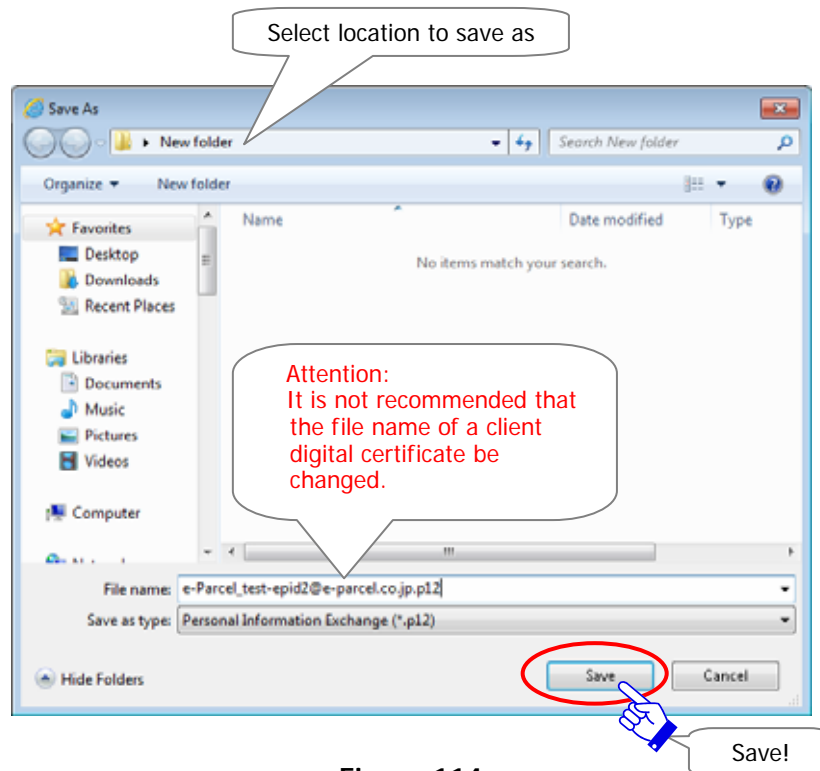 Select location to save as
Save As
New folder
Search New folder
Organize
New folder
Name
Date modified
Type
Favorites
Desktop
Downloads
Recent Places
No items match your search.
Libraries
Documents
Music
Pictures
Videos
Computer
Attention:
It is not recommended that
the file name of a client
digital certificate be
changed.
File name: e-Parcel_test-epid2@e-parcel.co.jp.p12
Save as type: Personal Information Exchange (*.p12)
Hide Folders
Save
Cancel
Save!